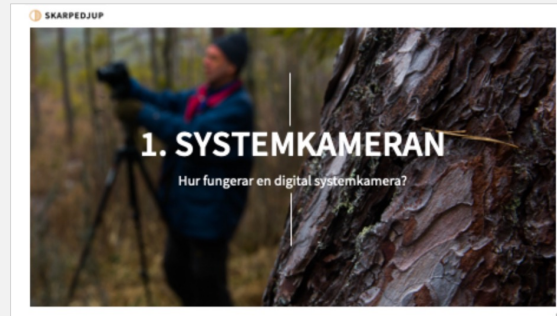 SKARPEDJUP
1. SYSTEMKAMERAN
Hur fungerar en digital systemkamera?